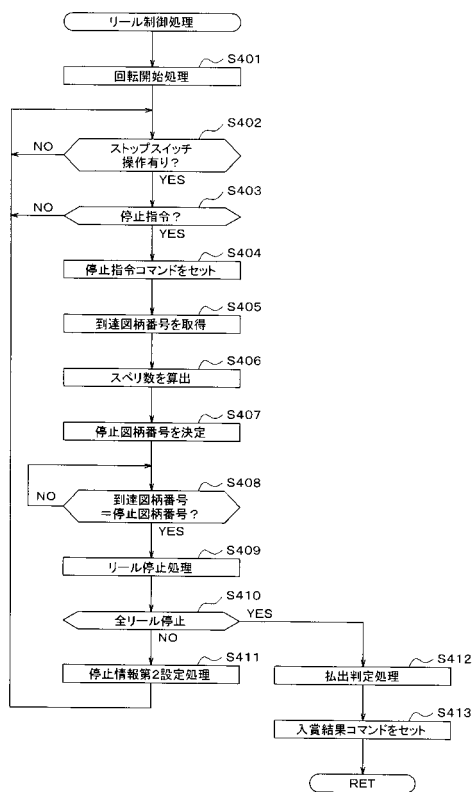 リール制御処理
S401
回転開始処理
S402
ストップスイッチ
操作有り?
NO
YES
S403
停止指令?
NO
YES
S404
停止指令コマンドをセット
S405
到達図柄番号を取得
S406
スベリ数を算出
S407
停止図柄番号を決定
S408
到達図柄番号
=停止図柄番号?
NO
YES
S409
リール停止処理
S410
全リール停止
YES
NO
S411
停止情報第2設定処理
S412
払出判定処理
S413
入賞結果コマンドをセット
RET